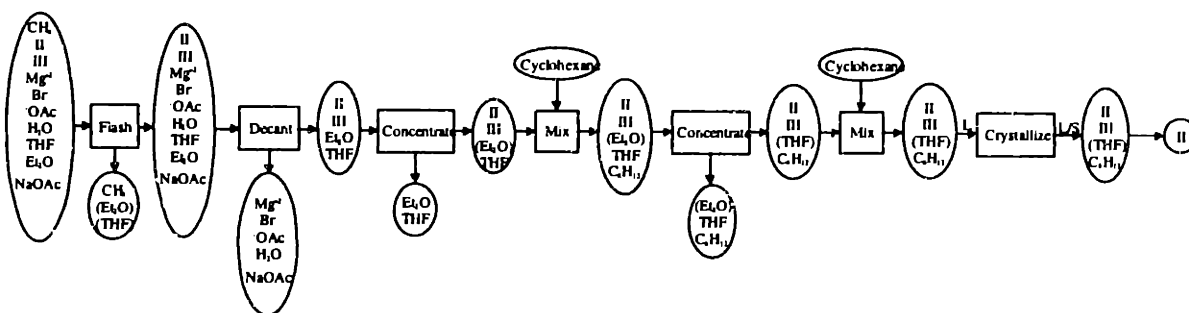 CH₄
II
III
Mg⁺²
Br
OAc
H₂O
THF
Et₂O
NaOAc
Flash
CH₄
(Et₂O)
(THF)
II
III
Mg⁺²
Br
OAc
H₂O
THF
Et₂O
NaOAc
Decant
Mg⁺²
Br
OAc
H₂O
NaOAc
II
III
Et₂O
THF
Concentrate
Et₂O
THF
II
III
(Et₂O)
THF
Cyclohexane
Mix
II
III
(Et₂O)
THF
C₆H₁₂
Concentrate
(Et₂O)
THF
C₆H₁₂
II
III
(THF)
C₆H₁₂
Cyclohexane
Mix
II
III
(THF)
C₆H₁₂
L
Crystallize
L/S
II
III
(THF)
C₆H₁₂
II